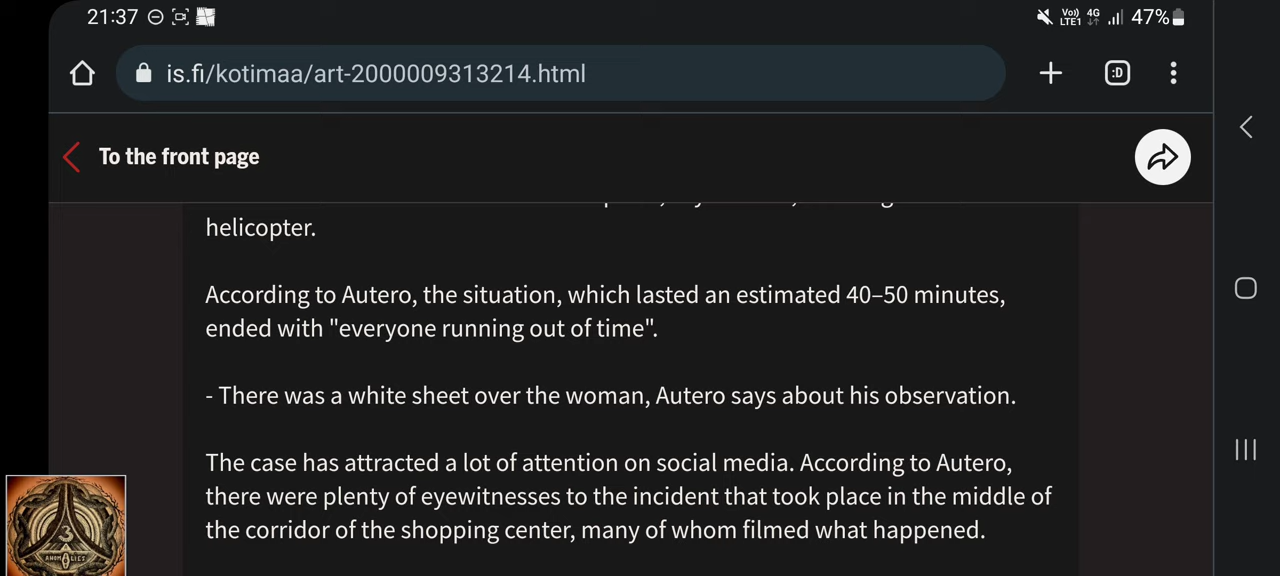 21:37
Vo)) LTE1 4G 47%
is.fi/kotimaa/art-2000009313214.html
:D
To the front page
helicopter.
According to Autero, the situation, which lasted an estimated 40–50 minutes,
ended with "everyone running out of time".
- There was a white sheet over the woman, Autero says about his observation.
The case has attracted a lot of attention on social media. According to Autero,
there were plenty of eyewitnesses to the incident that took place in the middle of
the corridor of the shopping center, many of whom filmed what happened.
3